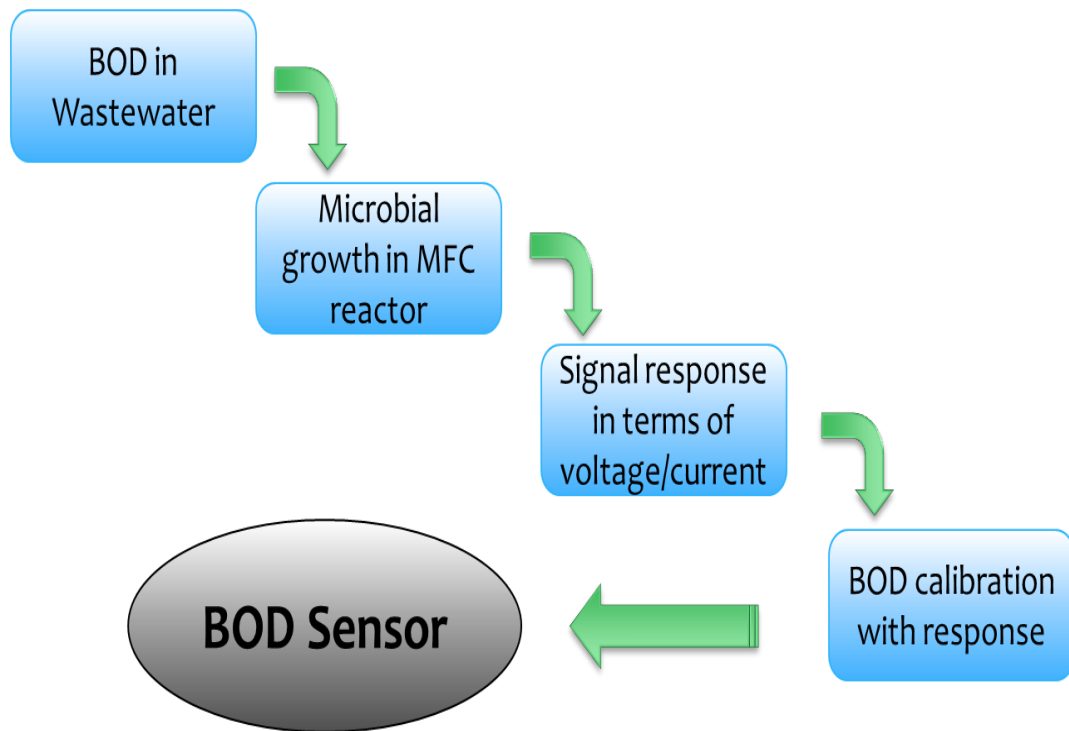 BOD in
Wastewater
Microbial
growth in MFC
reactor
Signal response
in terms of
voltage/current
BOD calibration
with response
BOD Sensor